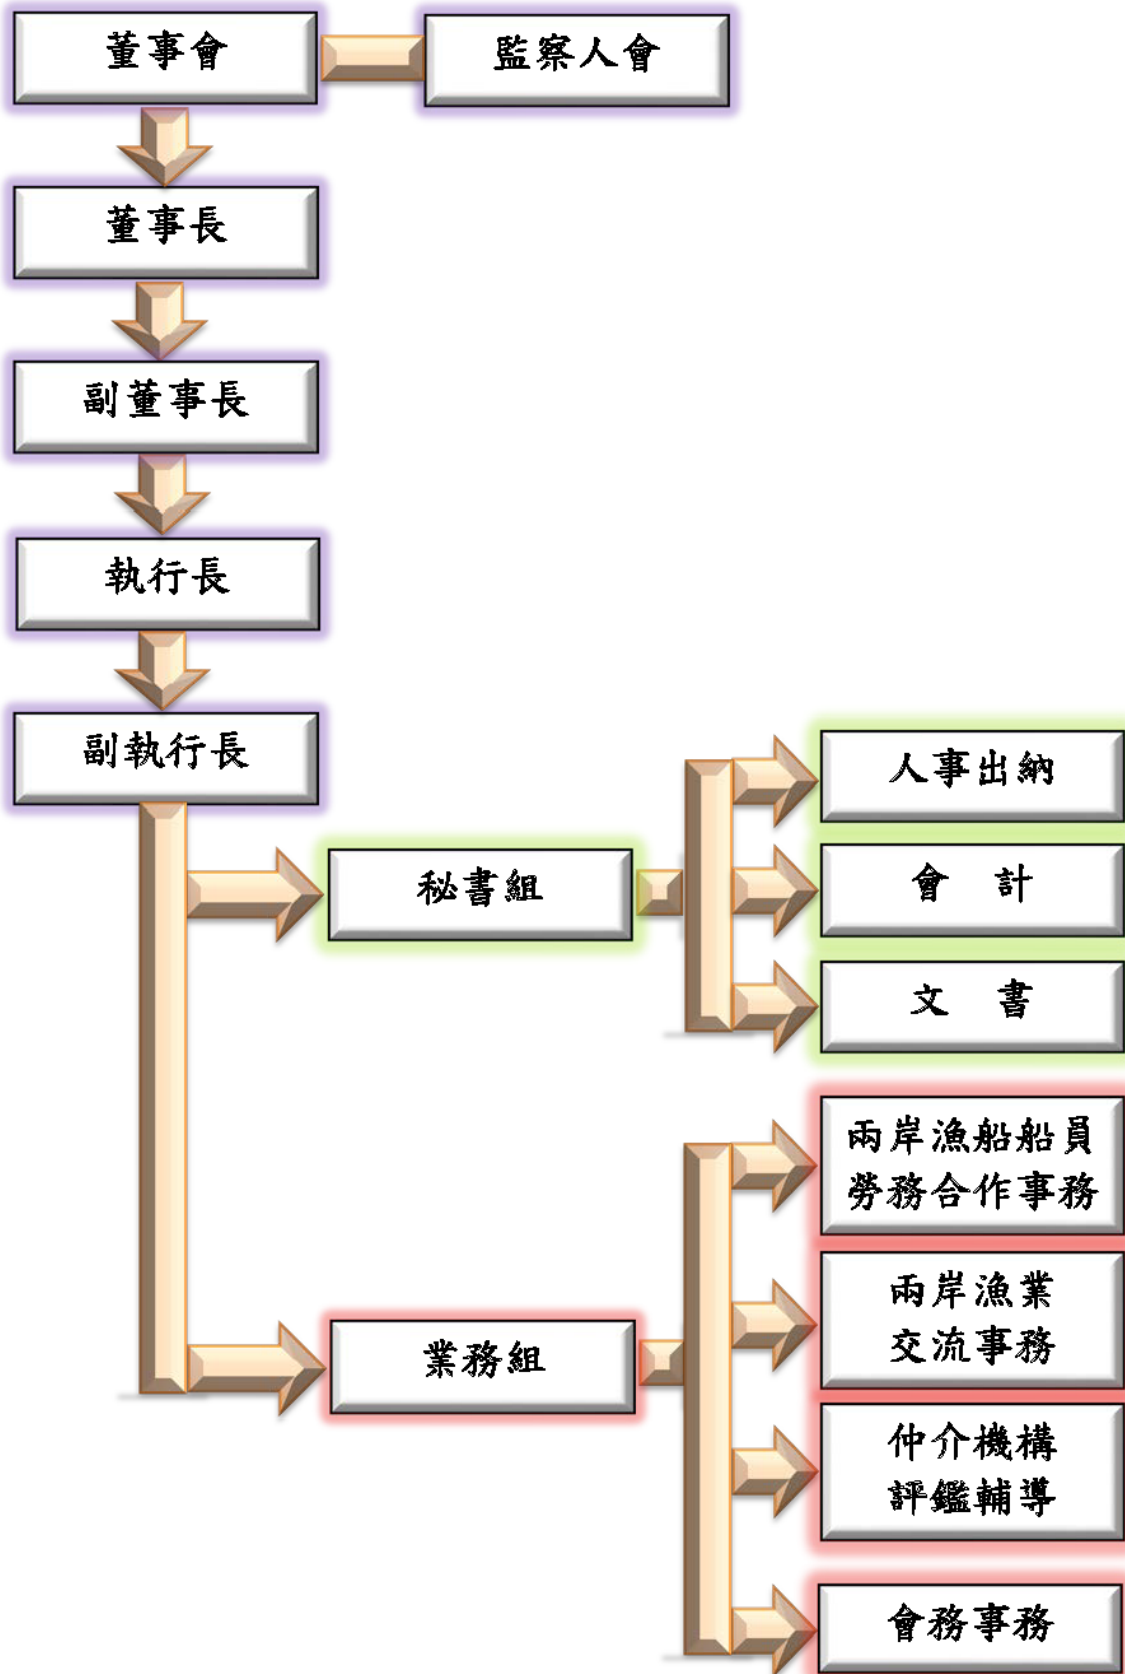 董事會
監察人會
董事長
副董事長
執行長
副執行長
秘書組
人事出納
會 計
文 書
業務組
兩岸漁船船員
勞務合作事務
兩岸漁業
交流事務
仲介機構
評鑑輔導
會務事務